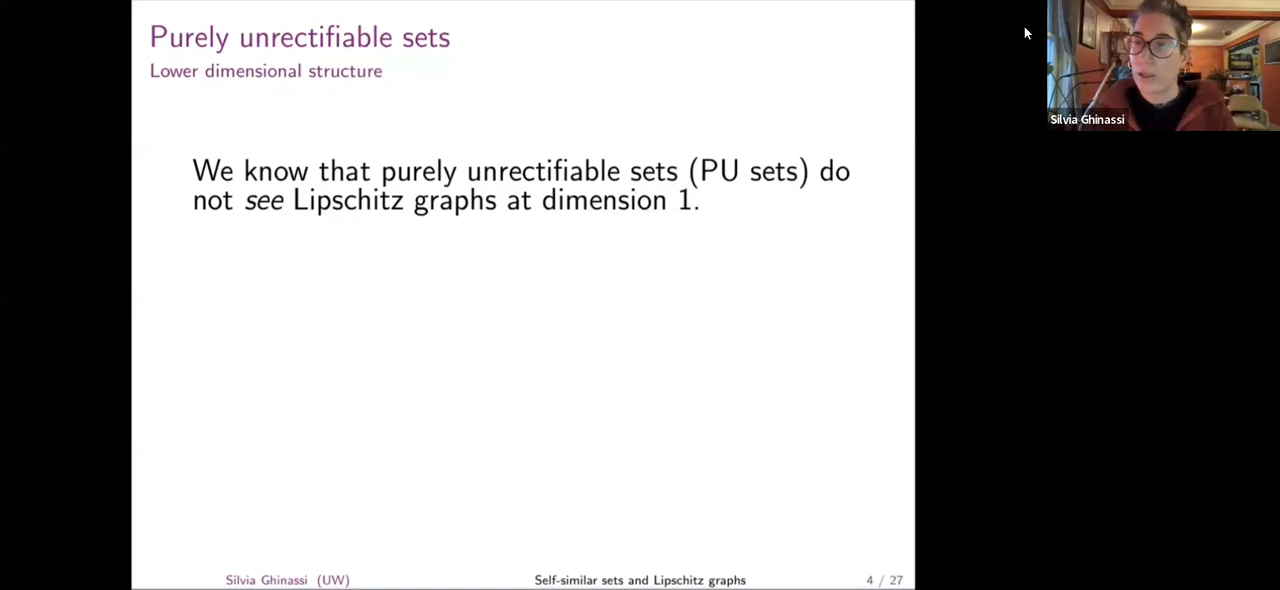 Purely unrectifiable sets
Lower dimensional structure
We know that purely unrectifiable sets (PU sets) do
not see Lipschitz graphs at dimension 1.
Silvia Ghinassi (UW)
Self-similar sets and Lipschitz graphs
4 / 27
Silvia Ghinassi